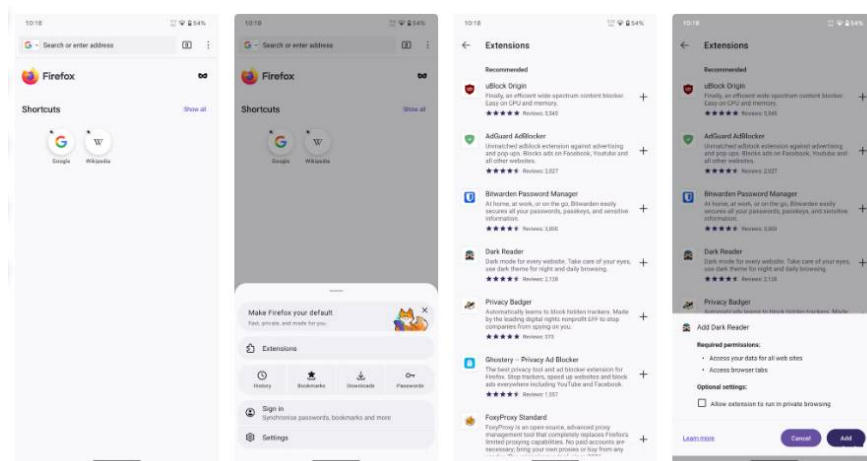 10:18
54%
Search or enter address
Firefox
Shortcuts
Show all
Google
Wikipedia
10:18
54%
Search or enter address
Firefox
Shortcuts
Show all
Google
Wikipedia
Make Firefox your default
Fast, private, and made for you.
Extensions
History
Bookmarks
Downloads
Passwords
Sign in
Synchronise passwords, bookmarks and more
Settings
10:18
54%
Extensions
Recommended
uBlock Origin
Finally, an efficient wide-spectrum content blocker.
Easy on CPU and memory.
Reviews:
AdGuard AdBlocker
Unmatched adblock extension against advertising
and pop-ups. Blocks ads on Facebook, Youtube and
all other websites.
Reviews: 2,027
Bitwarden Password Manager
At home, at work, or on the go, Bitwarden easily
secures all your passwords, passkeys, and sensitive
information.
Reviews:
Dark Reader
Dark mode for every website. Take care of your eyes,
use dark theme for night and daily browsing.
Reviews: 2,128
Privacy Badger
Automatically learns to block hidden trackers. Made
by the leading digital rights nonprofit EFF to stop
companies from spying on you.
Reviews: 573
Ghostery – Privacy Ad Blocker
The best privacy tool and ad blocker extension for
Firefox. Stop trackers, speed up websites and block
ads everywhere including YouTube and Facebook.
Reviews: 1,557
FoxyProxy Standard
FoxyProxy is an open-source, advanced proxy
management tool that completely replaces Firefox's
limited proxying capabilities. No paid accounts are
necessary; bring your own proxies or buy from any
10:18
54%
Extensions
Recommended
uBlock Origin
Finally, an efficient wide-spectrum content blocker.
Easy on CPU and memory.
Reviews:
AdGuard AdBlocker
Unmatched adblock extension against advertising
and pop-ups. Blocks ads on Facebook, Youtube and
all other websites.
Reviews: 2,027
Bitwarden Password Manager
At home, at work, or on the go, Bitwarden easily
secures all your passwords, passkeys, and sensitive
information.
Reviews:
Dark Reader
Dark mode for every website. Take care of your eyes,
use dark theme for night and daily browsing.
Reviews: 2,128
Privacy Badger
Automatically learns to block hidden trackers. Made
Add Dark Reader
Required permissions:
• Access your data for all web sites
• Access browser tabs
Optional settings:
Allow extension to run in private browsing
Learn more
Cancel
Add